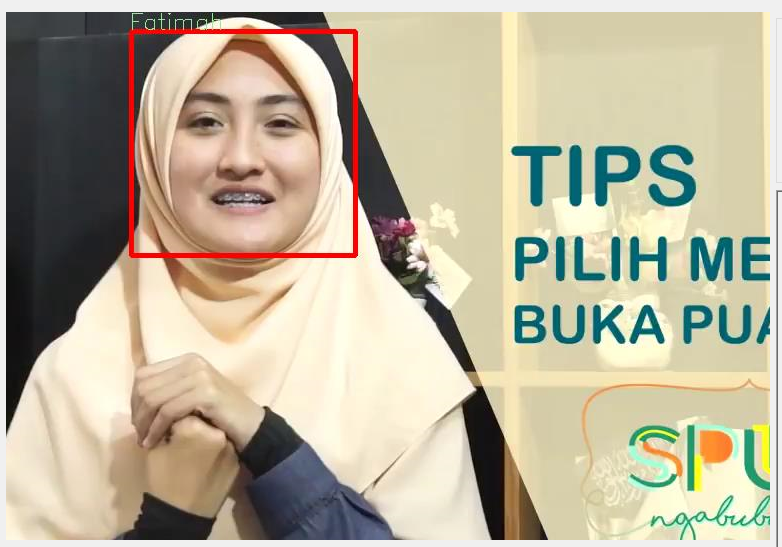 Fatimah
TIPS
PILIH ME
BUKA PUA
SPU
ngabubu